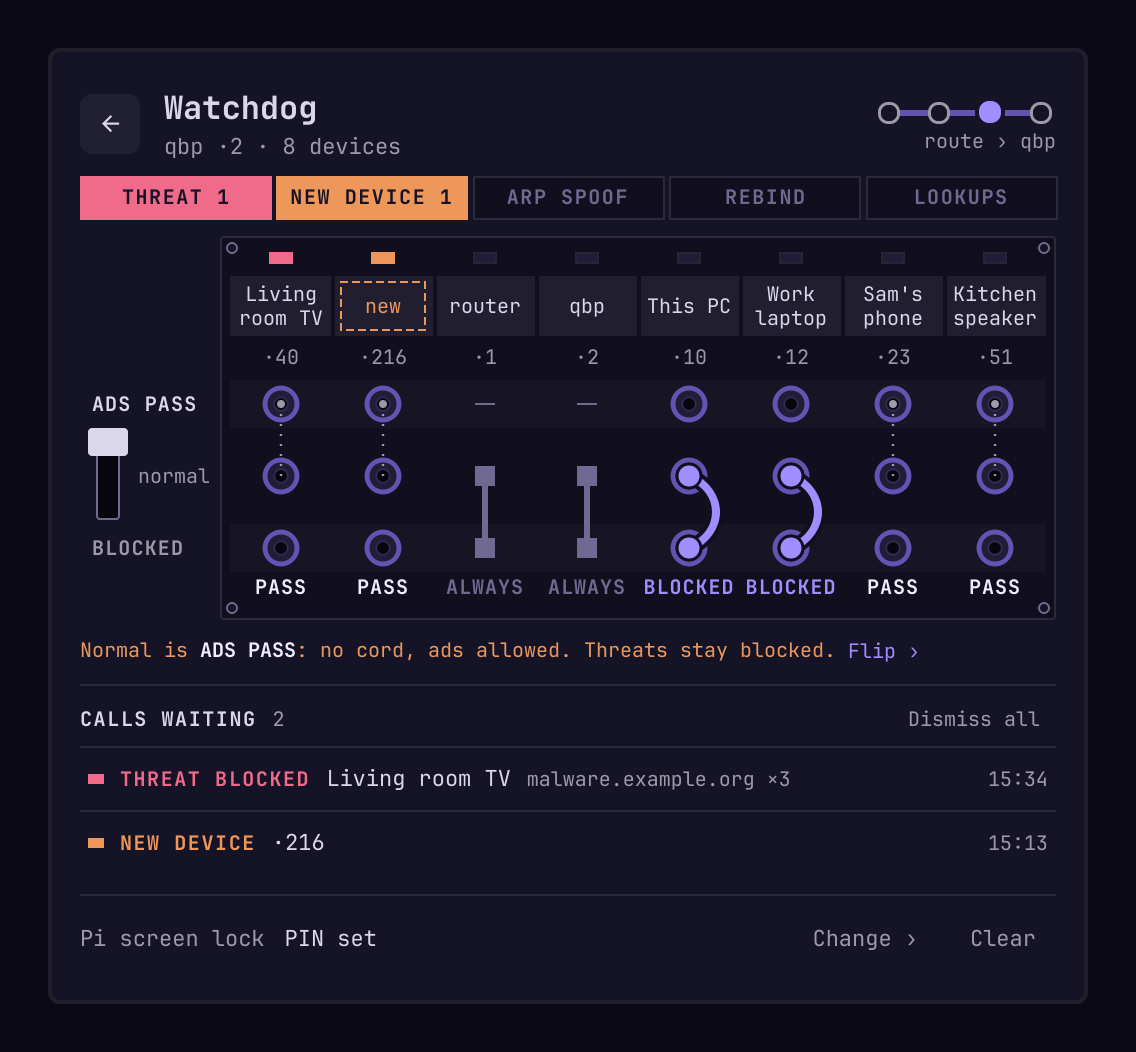 ←
Watchdog
qbp ·2 · 8 devices
route › qbp
THREAT 1 NEW DEVICE 1 ARP SPOOF REBIND LOOKUPS
Living room TV new router qbp This PC Work laptop Sam's phone Kitchen speaker
·40 ·216 ·1 ·2 ·10 ·12 ·23 ·51
ADS PASS — —
normal
BLOCKED
PASS PASS ALWAYS ALWAYS BLOCKED BLOCKED PASS PASS
Normal is ADS PASS: no cord, ads allowed. Threats stay blocked. Flip ›
CALLS WAITING 2 Dismiss all
THREAT BLOCKED Living room TV malware.example.org ×3 15:34
NEW DEVICE ·216 15:13
Pi screen lock PIN set Change › Clear